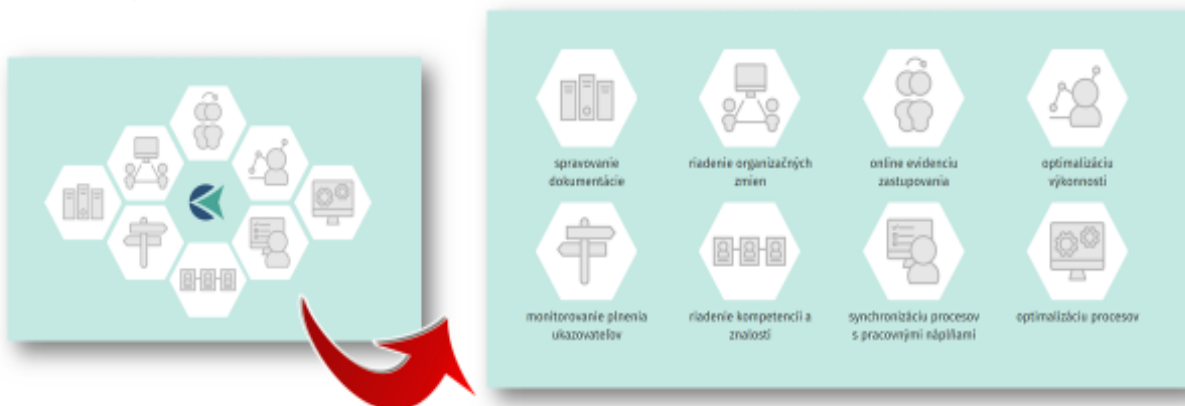 spravovanie
dokumentácie
riadenie organizačných
zmien
online evidenciu
zastupovania
optimalizáciu
výkonnosti
monitorovanie plnenia
ukazovateľov
riadenie kompetencií a
znalostí
synchronizáciu procesov
s pracovnými náplňami
optimalizáciu procesov